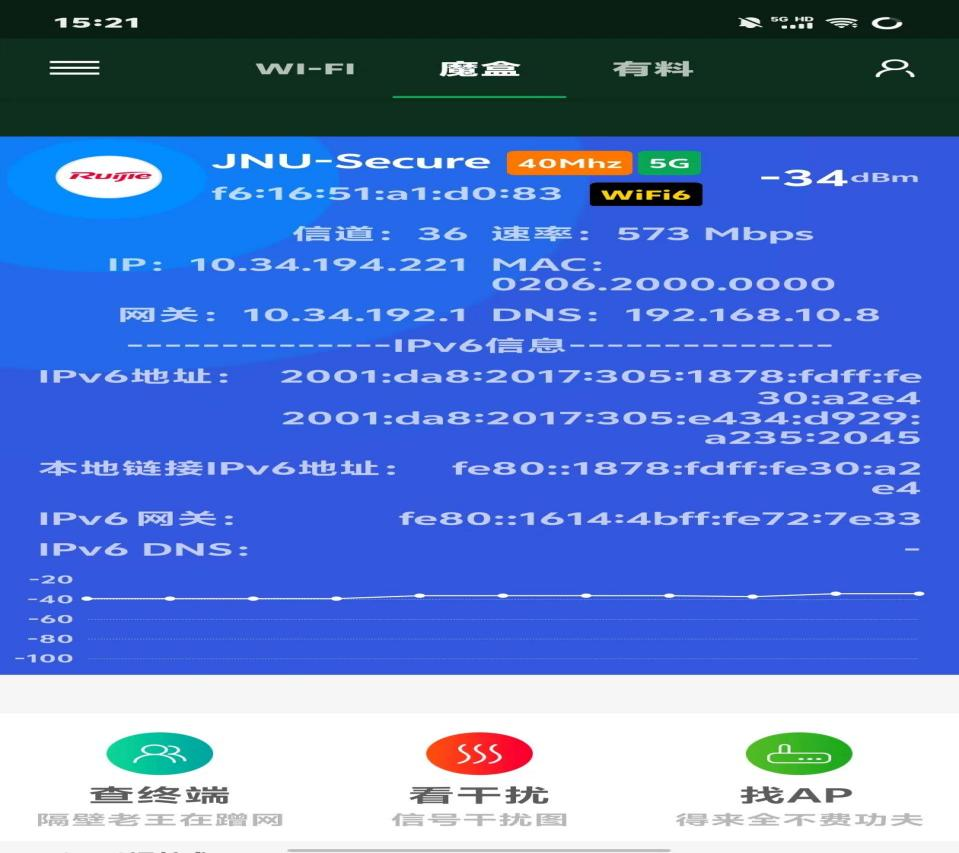 15:21
5G HD
WI-FI 魔盒 有料
Ruijie
JNU-Secure 40Mhz 5G
-34dBm
f6:16:51:a1:d0:83 WiFi6
信道: 36 速率: 573 Mbps
IP: 10.34.194.221 MAC:
0206.2000.0000
网关: 10.34.192.1 DNS: 192.168.10.8
--------------IPv6信息--------------
IPv6地址: 2001:da8:2017:305:1878:fdff:fe
30:a2e4
2001:da8:2017:305:e434:d929:
a235:2045
本地链接IPv6地址: fe80::1878:fdff:fe30:a2
e4
IPv6 网关: fe80::1614:4bff:fe72:7e33
IPv6 DNS: -
-20
-40
-60
-80
-100
查终端 看干扰 找AP
隔壁老王在蹭网 信号干扰图 得来全不费功夫